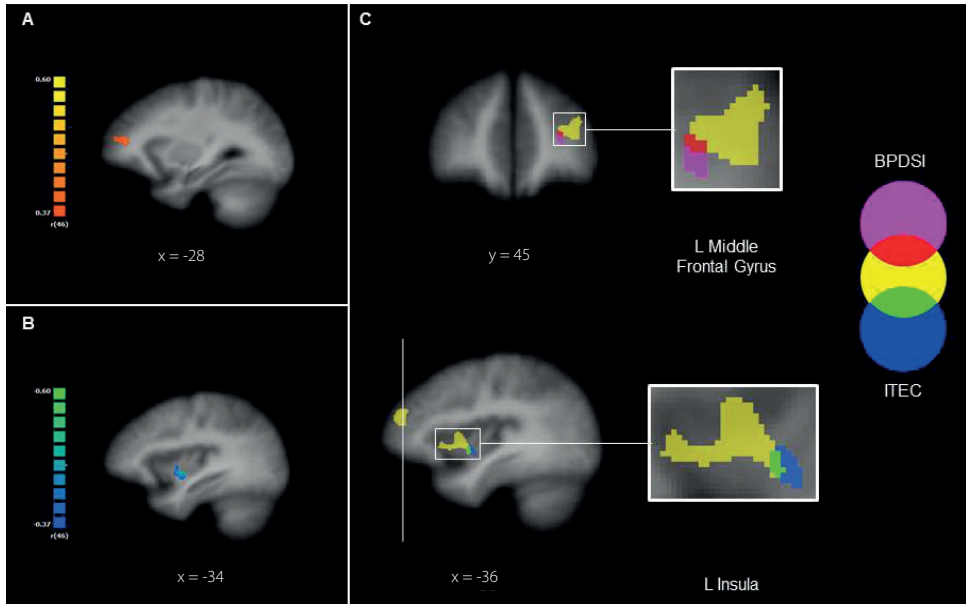 A
0.60
0.37
r(46)
x = -28
B
-0.60
-0.37
r(46)
x = -34
C
y = 45
L Middle
Frontal Gyrus
BPDSI
ITEC
x = -36
L Insula